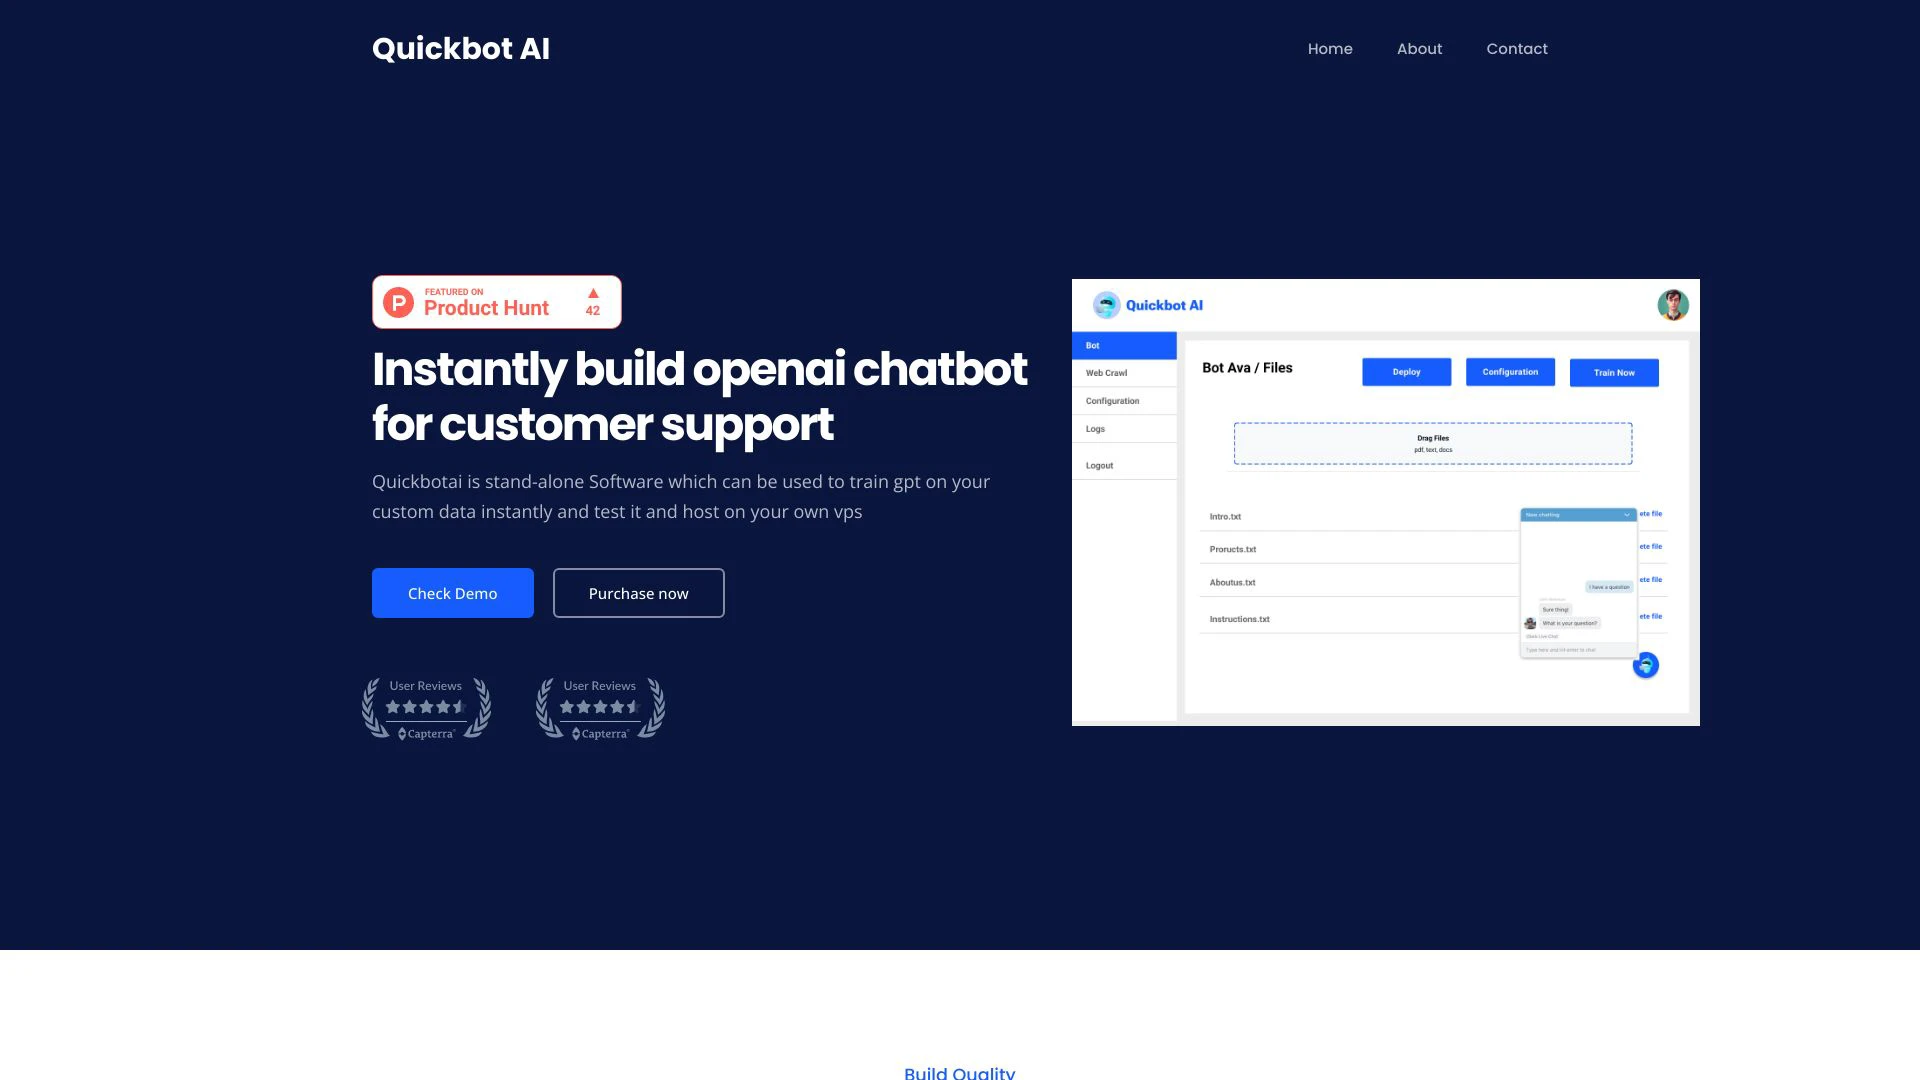 Quickbot AI
Home
About
Contact
FEATURED ON
Product Hunt
42
Instantly build openai chatbot
for customer support
Quickbotai is stand-alone Software which can be used to train gpt on your
custom data instantly and test it and host on your own vps
Check Demo
Purchase now
User Reviews
Capterra
User Reviews
Capterra
Quickbot AI
Bot
Web Crawl
Configuration
Logs
Logout
Bot Ava / Files
Deploy
Configuration
Train Now
Drag Files
pdf, text, docs
Intro.txt
ete file
Proructs.txt
ete file
Aboutus.txt
ete file
Instructions.txt
ete file
Now chatting
I have a question
Sure thing!
What is your question?
Type here and hit enter to chat
Build Quality